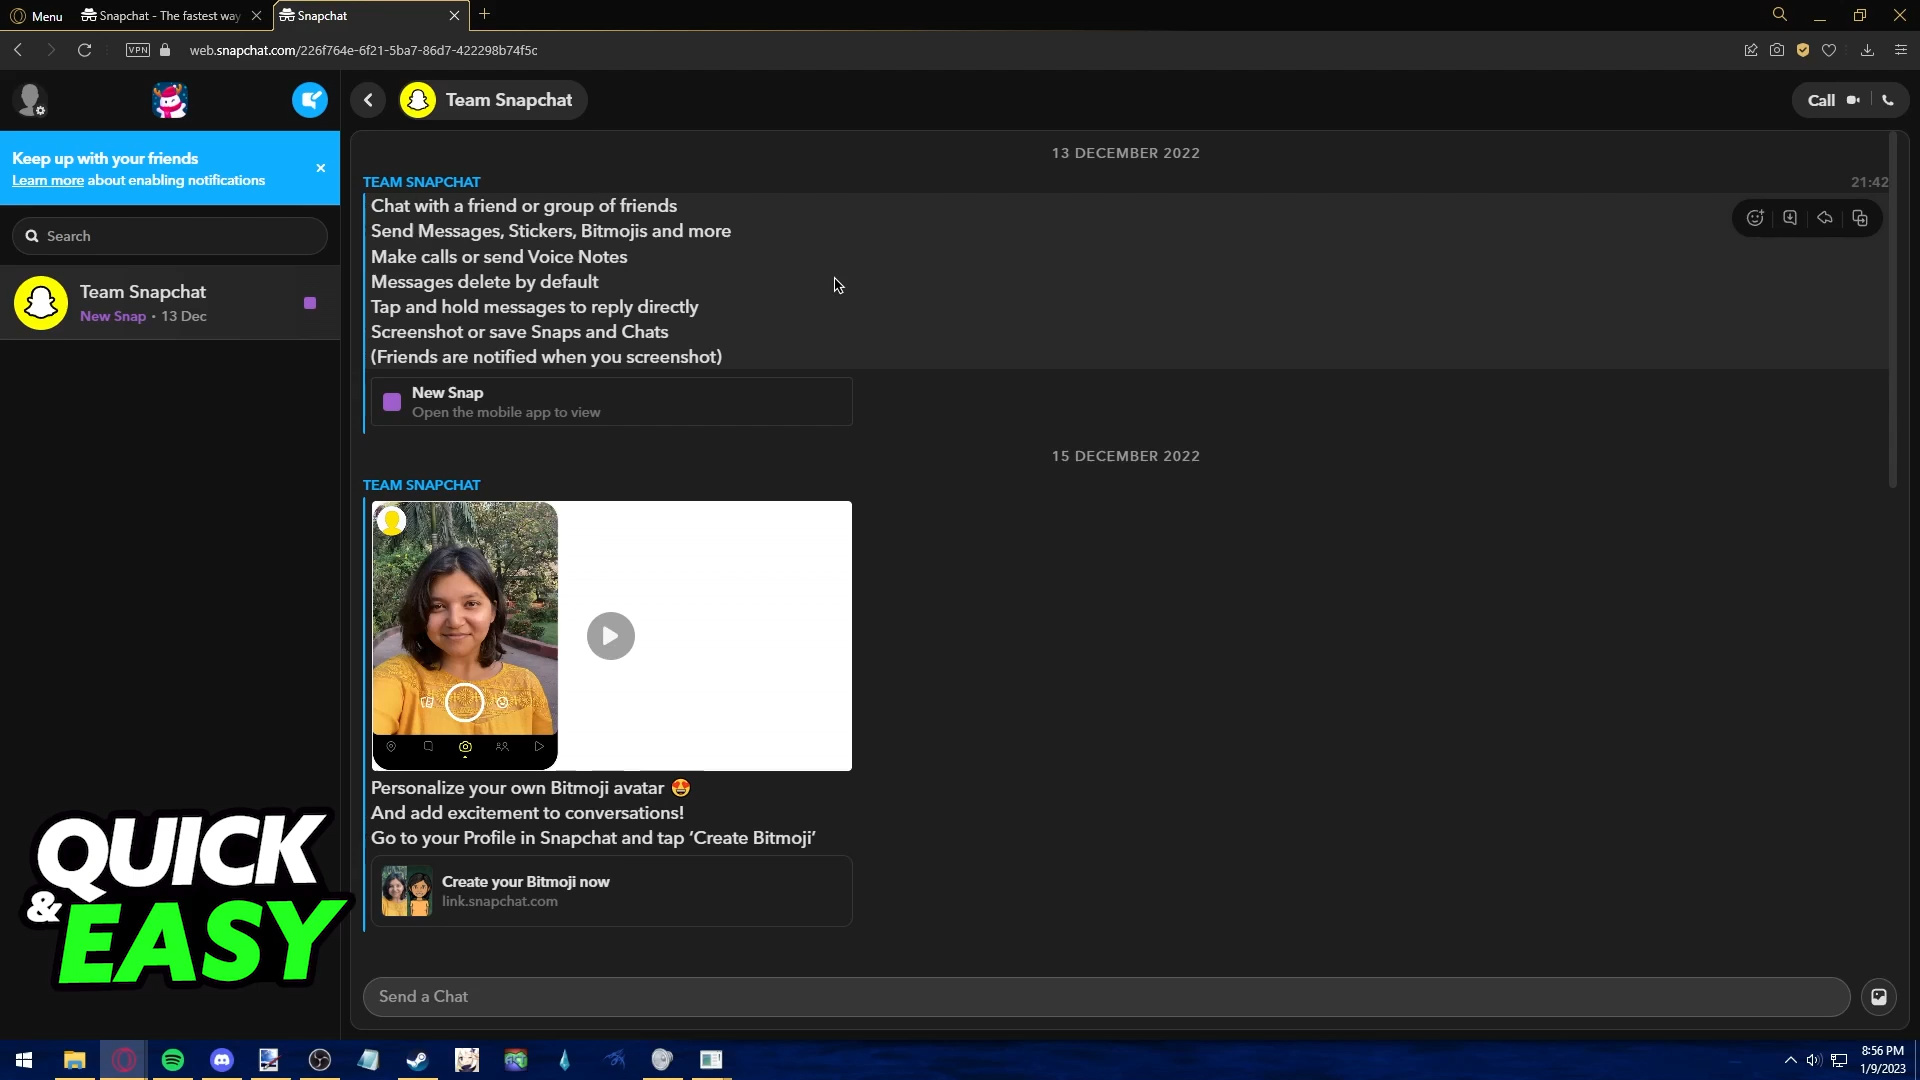 Menu
Snapchat - The fastest way
Snapchat
VPN
web.snapchat.com/226f764e-6f21-5ba7-86d7-422298b74f5c
Team Snapchat
Call
Keep up with your friends
Learn more about enabling notifications
Search
Team Snapchat
New Snap • 13 Dec
13 DECEMBER 2022
TEAM SNAPCHAT
21:42
Chat with a friend or group of friends
Send Messages, Stickers, Bitmojis and more
Make calls or send Voice Notes
Messages delete by default
Tap and hold messages to reply directly
Screenshot or save Snaps and Chats
(Friends are notified when you screenshot)
New Snap
Open the mobile app to view
15 DECEMBER 2022
TEAM SNAPCHAT
Personalize your own Bitmoji avatar 😍
And add excitement to conversations!
Go to your Profile in Snapchat and tap ‘Create Bitmoji’
Create your Bitmoji now
link.snapchat.com
Send a Chat
QUICK
& EASY
8:56 PM
1/9/2023